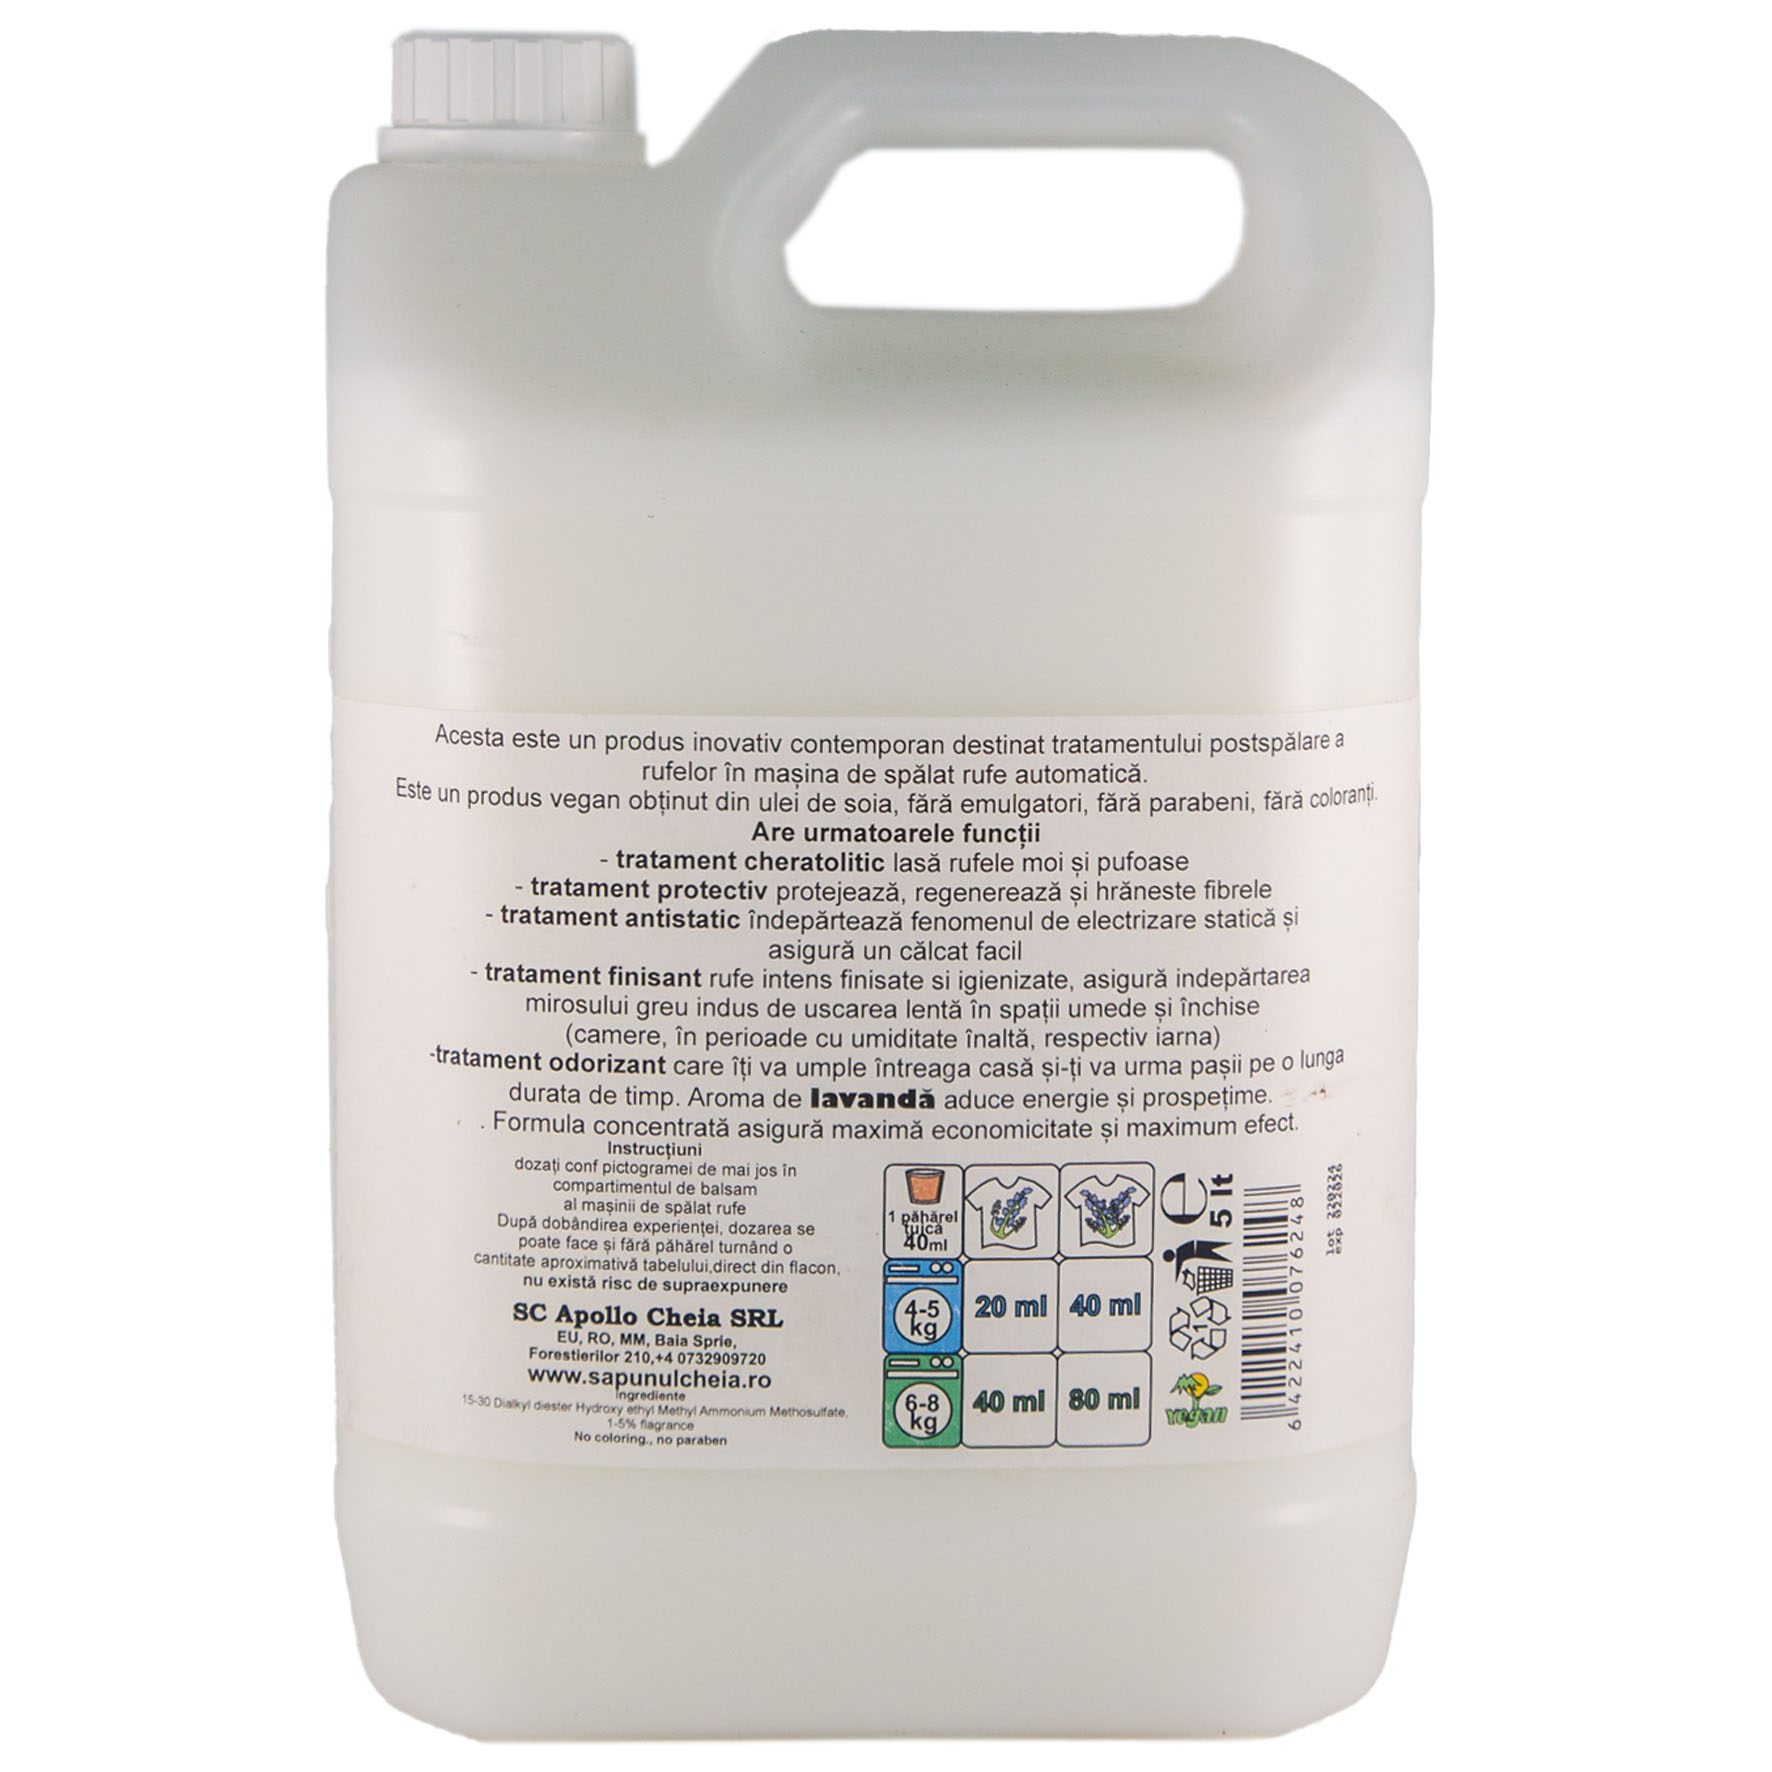 Acesta este un produs inovativ contemporan destinat tratamentului postspălare a
rufelor în mașina de spălat rufe automatică.
Este un produs vegan obținut din ulei de soia, fără emulgatori, fără parabeni, fără coloranți.
Are urmatoarele funcții
- tratament cheratolitic lasă rufele moi și pufoase
- tratament protectiv protejează, regenerează și hrăneste fibrele
- tratament antistatic îndepărtează fenomenul de electrizare statică și
asigură un călcat facil
- tratament finisant rufe intens finisate si igienizate, asigură indepărtarea
mirosului greu indus de uscarea lentă în spații umede și închise
(camere, în perioade cu umiditate înaltă, respectiv iarna)
-tratament odorizant care îți va umple întreaga casă și-ți va urma pașii pe o lunga
durata de timp. Aroma de lavandă aduce energie și prospețime.
. Formula concentrată asigură maximă economicitate și maximum efect.
Instrucțiuni
dozați conf pictogramei de mai jos în
compartimentul de balsam
al mașinii de spălat rufe
După dobândirea experienței, dozarea se
poate face și fără păhărel turnând o
cantitate aproximativă tabelului,direct din flacon,
nu există risc de supraexpunere
SC Apollo Cheia SRL
EU, RO, MM, Baia Sprie,
Forestierilor 210,+4 0732909720
www.sapunulcheia.ro
Ingrediente
15-30 Dialkyl diester Hydroxy ethyl Methyl Ammonium Methosulfate,
1-5% flagrance
No coloring., no paraben
1 păhărel
țuică
40ml
4-5
kg
20 ml
40 ml
6-8
kg
40 ml
80 ml
e
5 lt
1
vegan
6422410076248
lot 220224
exp 022026